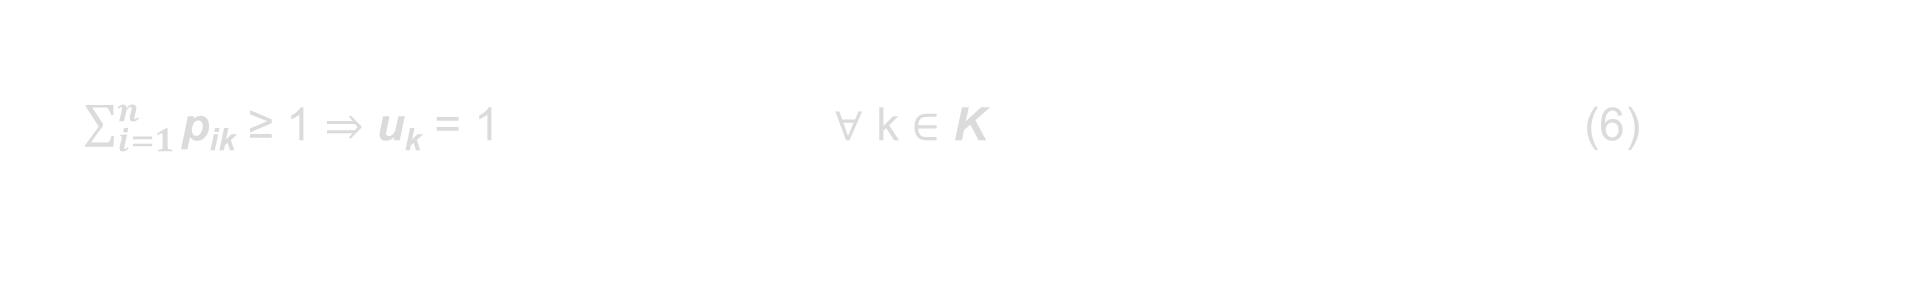 ∑ⁿᵢ₌₁ pᵢₖ ≥ 1 ⇒ uₖ = 1 ∀ k ∈ K (6)